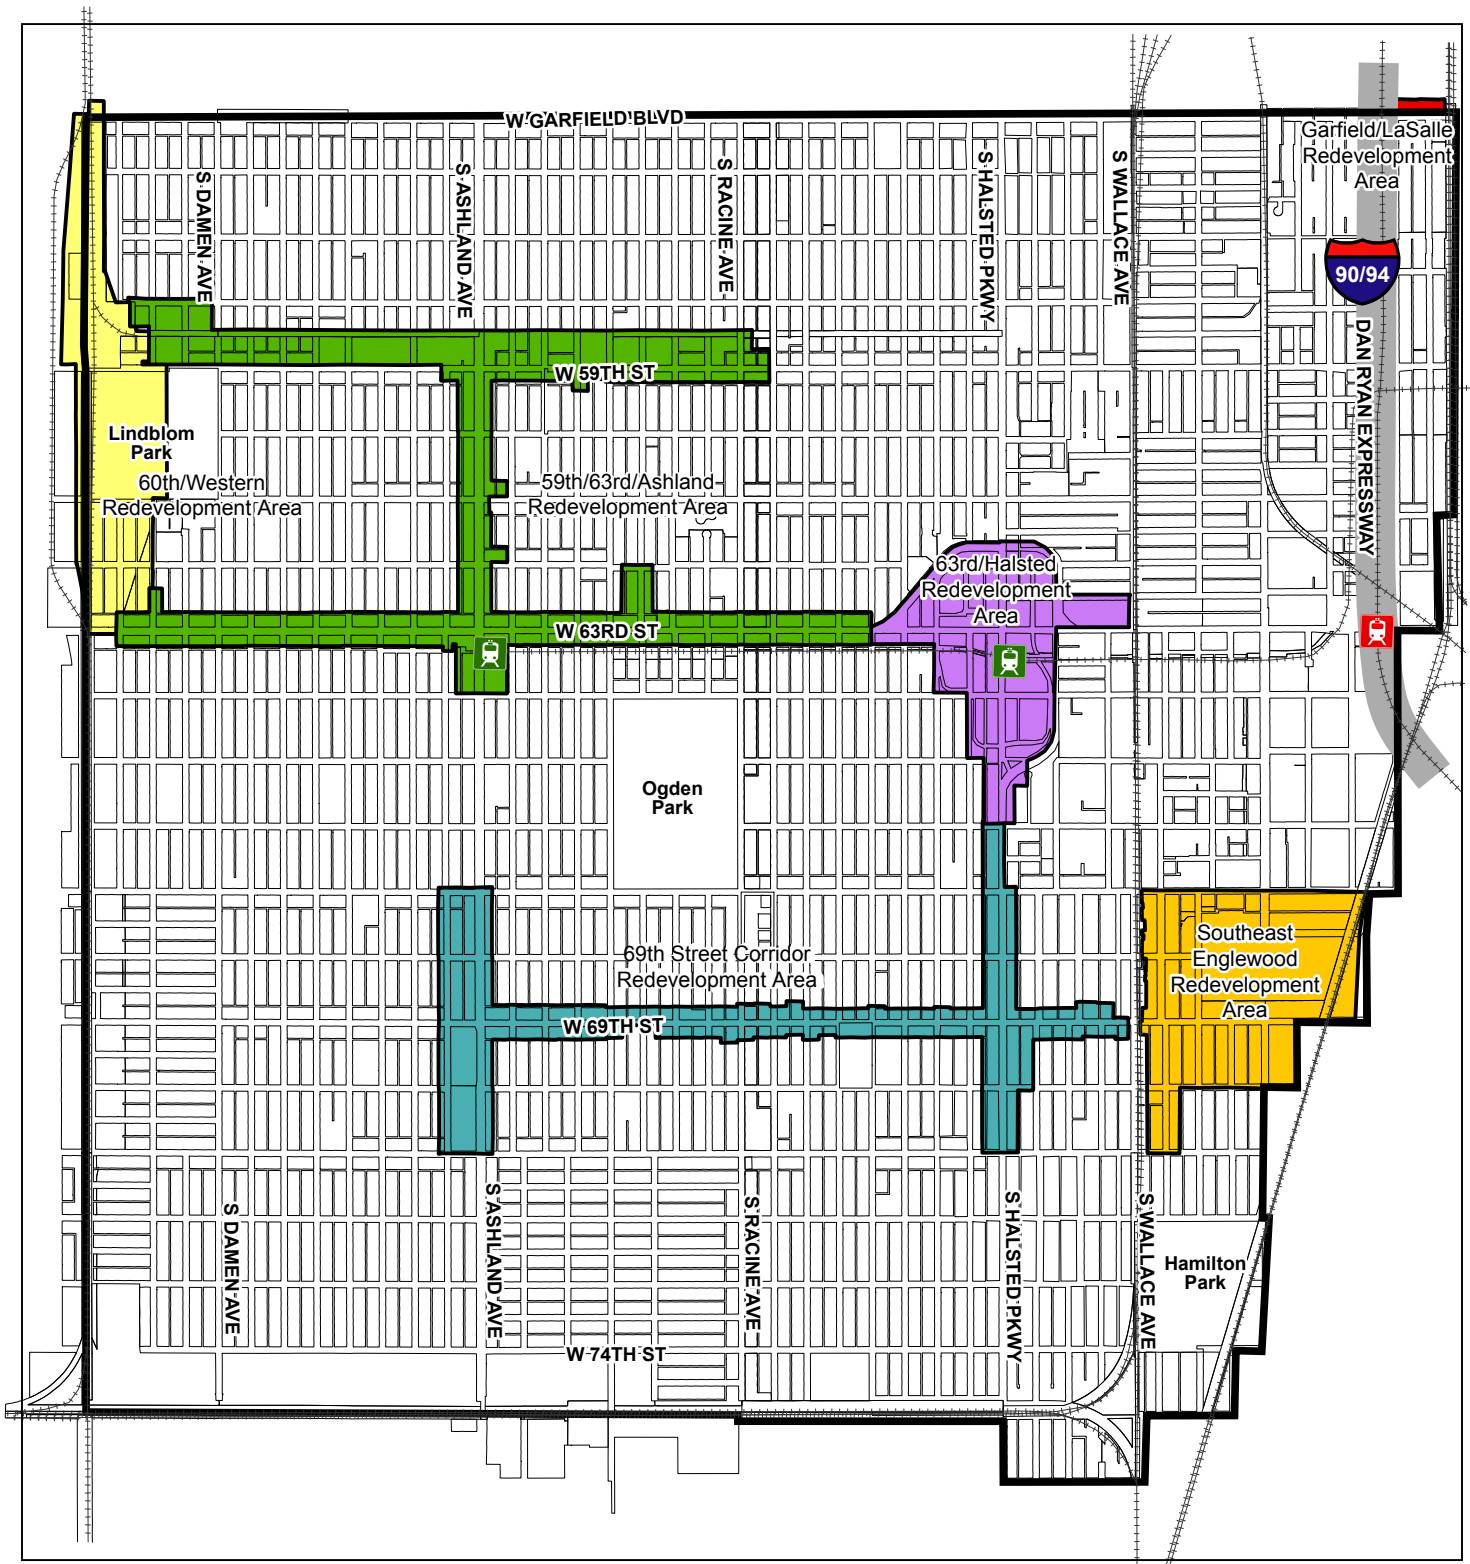 W GARFIELD BLVD
Garfield/LaSalle
Redevelopment
Area
S DAMEN AVE
S ASHLAND AVE
S RACINE AVE
S HALSTED PKWY
S WALLACE AVE
90/94
DAN RYAN EXPRESSWAY
W 59TH ST
Lindblom
Park
60th/Western
Redevelopment Area
59th/63rd/Ashland
Redevelopment Area
63rd/Halsted
Redevelopment
Area
W 63RD ST
Ogden
Park
69th Street Corridor
Redevelopment Area
Southeast
Englewood
Redevelopment
Area
W 69TH ST
S DAMEN AVE
S ASHLAND AVE
S RACINE AVE
S HALSTED PKWY
S WALLACE AVE
Hamilton
Park
W 74TH ST